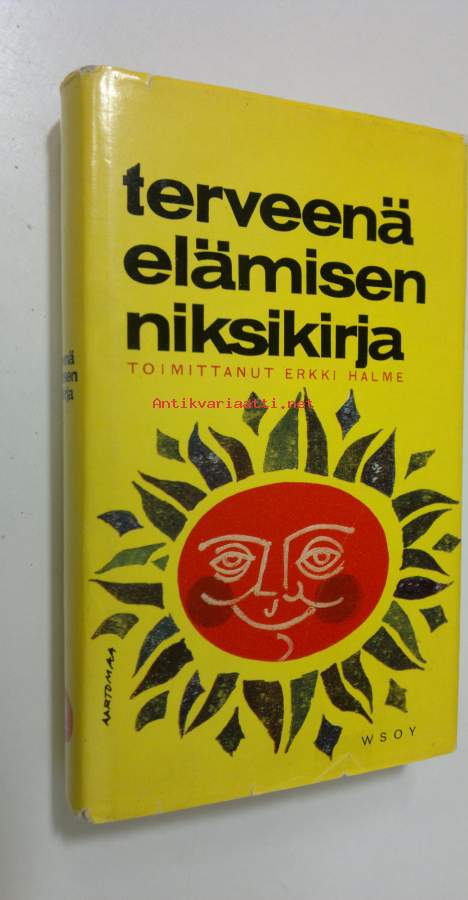 terveenä
elämisen
niksikirja
TOIMITTANUT ERKKI HALME
Antikvariaatti.net
AARTOMAA
WSOY